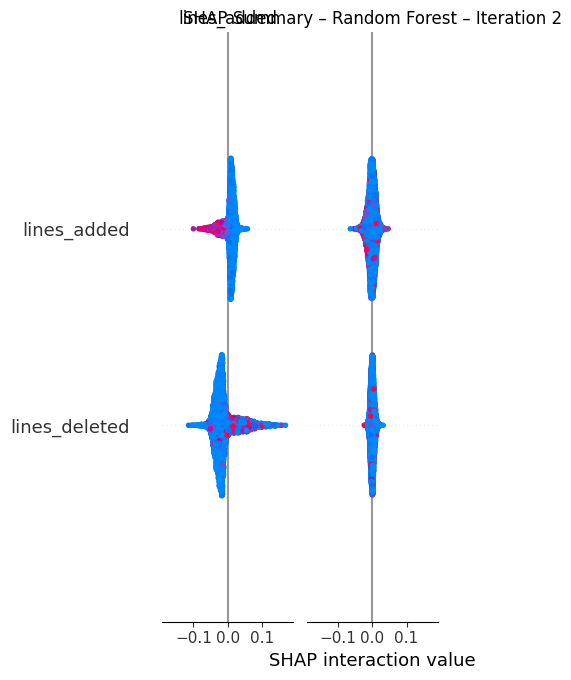 lines_added
SHAP Summary – Random Forest – Iteration 2
lines_added
lines_deleted
−0.1 0.0 0.1
−0.1 0.0 0.1
SHAP interaction value